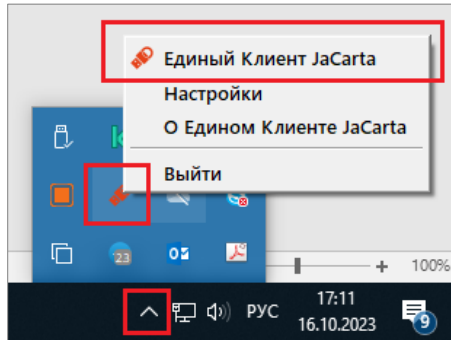 Единый Клиент JaCarta
Настройки
О Едином Клиенте JaCarta
Выйти
23
100%
РУС
17:11
16.10.2023
9